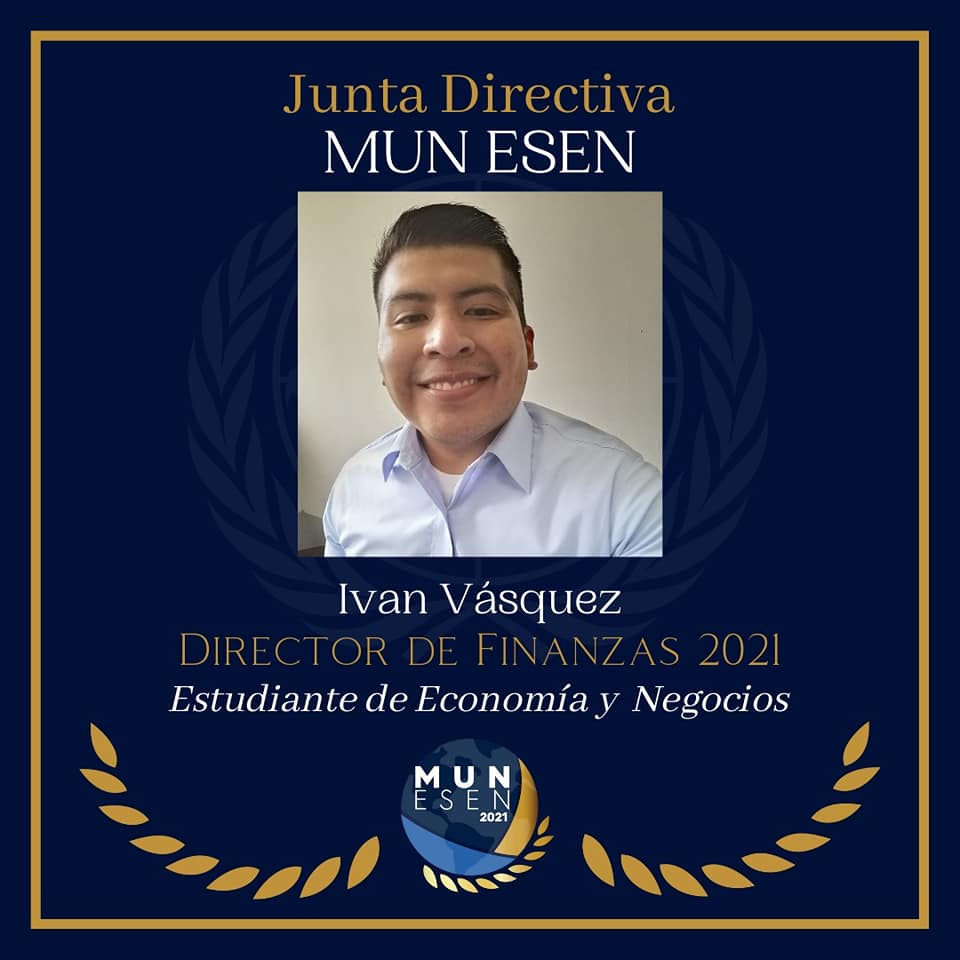 Junta Directiva
MUN ESEN
Ivan Vásquez
DIRECTOR DE FINANZAS 2021
Estudiante de Economía y Negocios
MUN
ESEN
2021